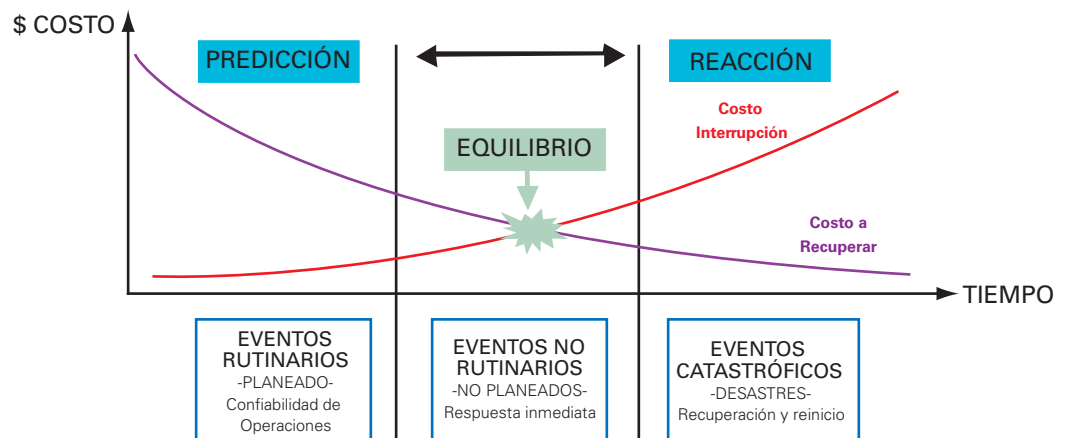 $ COSTO
PREDICCIÓN
REACCIÓN
Costo
Interrupción
EQUILIBRIO
Costo a
Recuperar
TIEMPO
EVENTOS
RUTINARIOS
-PLANEADO-
Confiabilidad de
Operaciones
EVENTOS NO
RUTINARIOS
-NO PLANEADOS-
Respuesta inmediata
EVENTOS
CATASTRÓFICOS
-DESASTRES-
Recuperación y reinicio